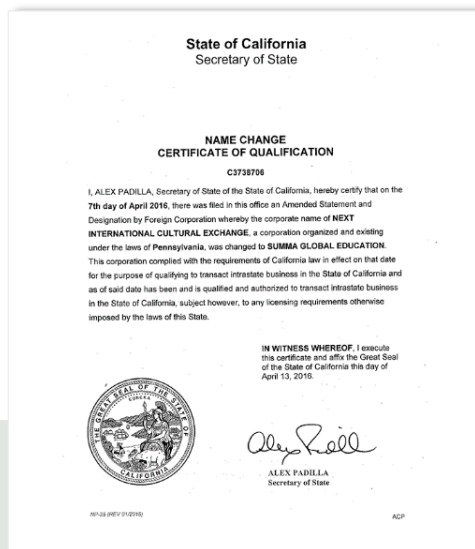 State of California
Secretary of State
NAME CHANGE
CERTIFICATE OF QUALIFICATION
C3738706
I, ALEX PADILLA, Secretary of State of the State of California, hereby certify that on the
7th day of April 2016, there was filed in this office an Amended Statement and
Designation by Foreign Corporation whereby the corporate name of NEXT
INTERNATIONAL CULTURAL EXCHANGE, a corporation organized and existing
under the laws of Pennsylvania, was changed to SUMMA GLOBAL EDUCATION.
This corporation complied with the requirements of California law in effect on that date
for the purpose of qualifying to transact intrastate business in the State of California and
as of said date has been and is qualified and authorized to transact intrastate business
in the State of California, subject however, to any licensing requirements otherwise
imposed by the laws of this State.
IN WITNESS WHEREOF, I execute
this certificate and affix the Great Seal
of the State of California this day of
April 13, 2016.
THE GREAT SEAL OF THE STATE OF CALIFORNIA
EUREKA
ALEX PADILLA
Secretary of State
NP-25 (REV 01/2016)
ACP